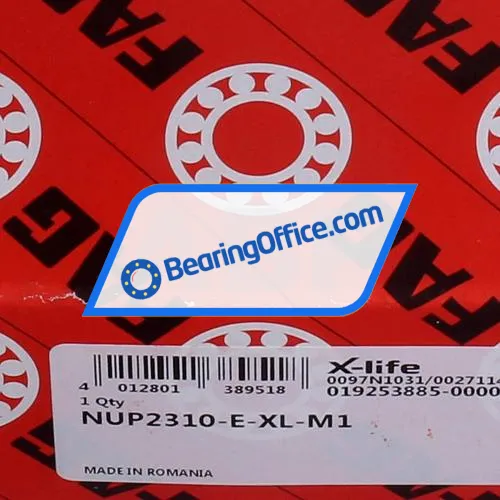 FAG
FAG
FAG
FAG
BearingOffice.com
X-life
4 012801 389518
0097N1031/0027114
019253885-0000
1 Qty
NUP2310-E-XL-M1
MADE IN ROMANIA